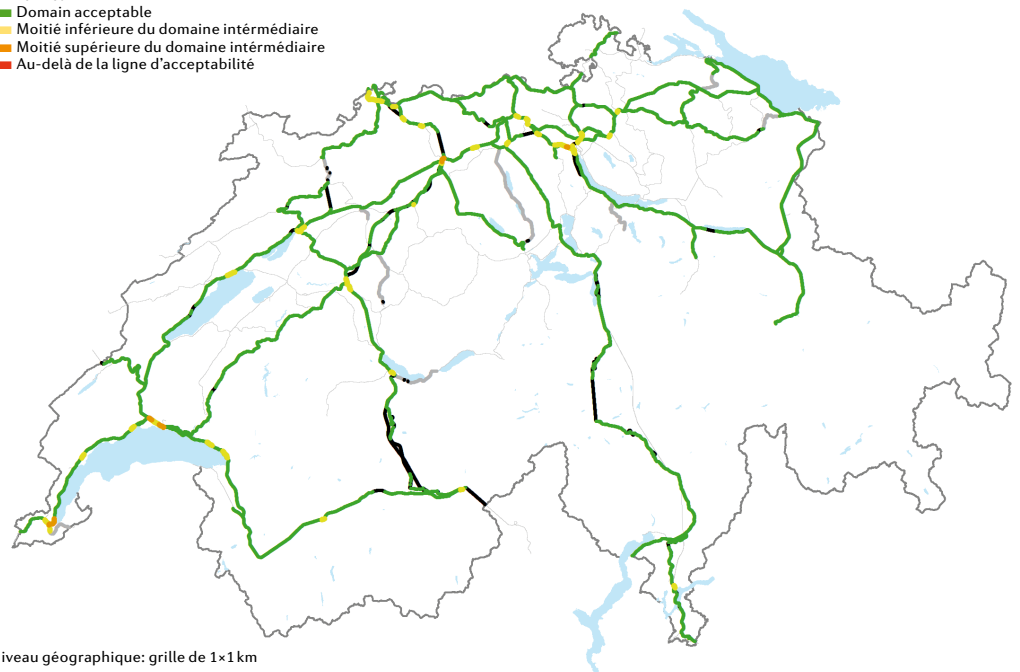 Domain acceptable
Moitié inférieure du domaine intérmédiaire
Moitié supérieure du domaine intérmédiaire
Au-delà de la ligne d'acceptabilité
iveau géographique: grille de 1×1 km